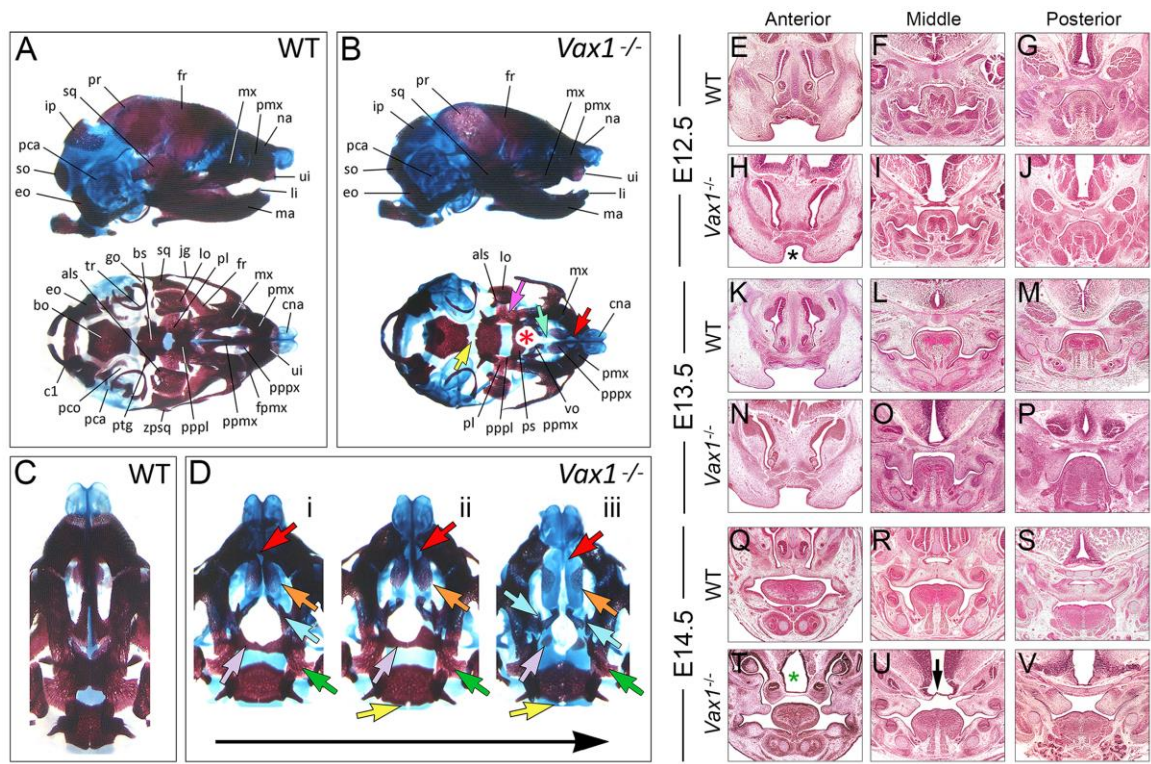 A WT
pr
fr
sq
mx
pmx
na
ip
pca
so
eo
ui
li
ma
go bs sq jg lo pl
als tr fr
eo mx
bo pmx
cna
ui
c1
pco
pca ptg zpsq pppl ppmx fpmx pppx
B Vax1 -/-
pr
fr
sq
mx
pmx
na
ip
pca
so
eo
ui
li
ma
als lo
mx
cna
*
pmx
pppx
pl pppl ps ppmx vo
C WT
D Vax1 -/-
i ii iii
Anterior Middle Posterior
E12.5
WT
E F G
Vax1-/-
H I J
*
E13.5
WT
K L M
Vax1-/-
N O P
E14.5
WT
Q R S
Vax1-/-
T U V
*